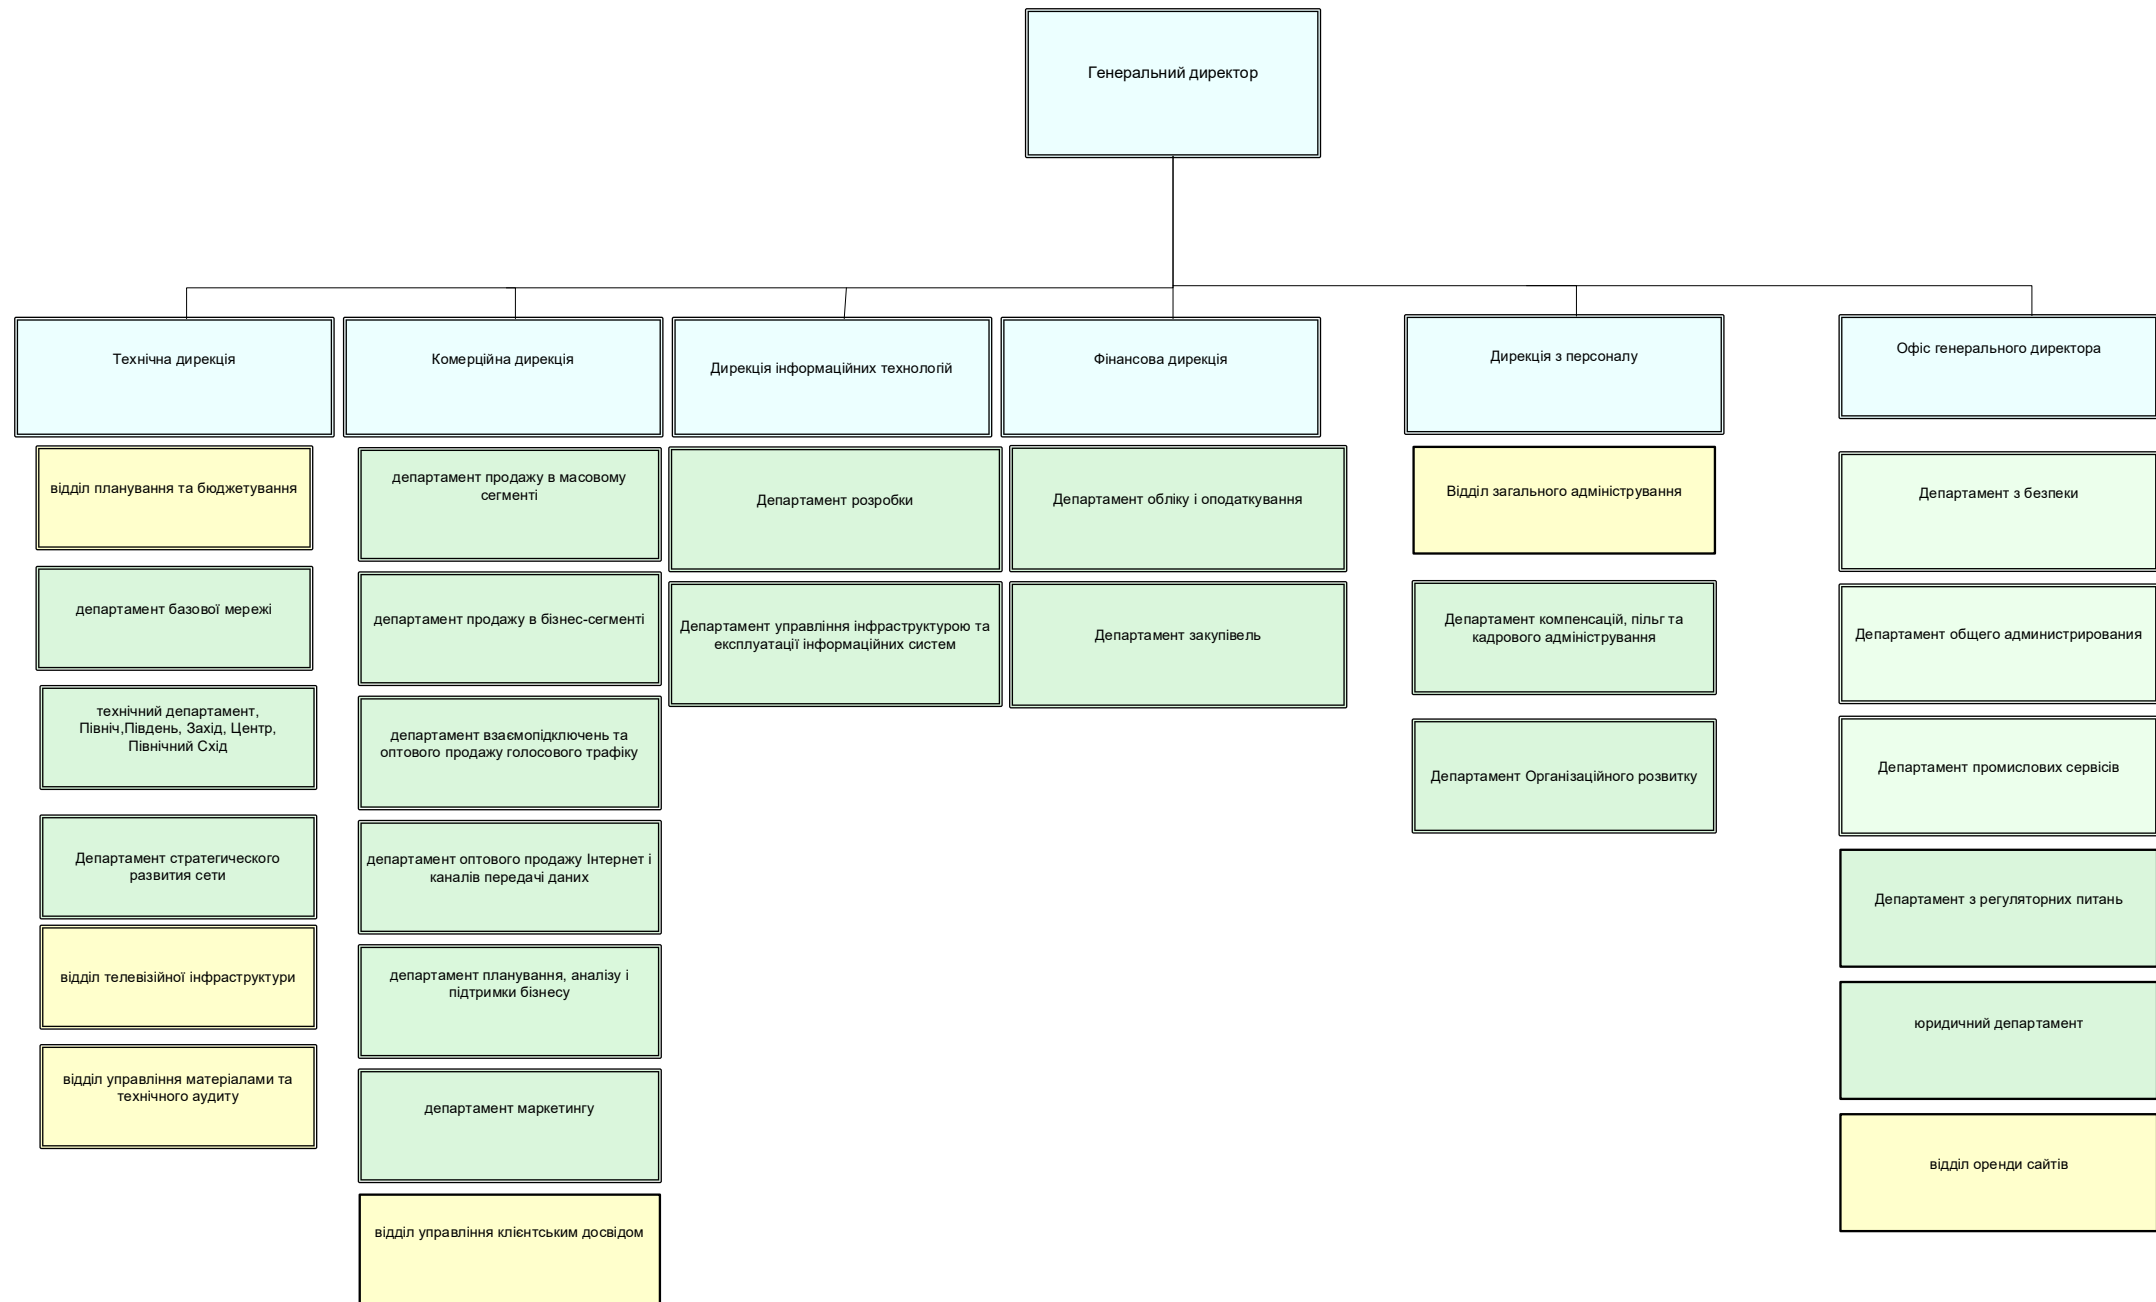 Генеральний директор
Технічна дирекція
Комерційна дирекція
Дирекція інформаційних технологій
Фінансова дирекція
Дирекція з персоналу
Офіс генерального директора
відділ планування та бюджетування
департамент базової мережі
технічний департамент,
Північ,Південь, Захід, Центр,
Північний Схід
Департамент стратегического
развития сети
відділ телевізійної інфраструктури
відділ управління матеріалами та
технічного аудиту
департамент продажу в масовому
сегменті
департамент продажу в бізнес-сегменті
департамент взаємопідключень та
оптового продажу голосового трафіку
департамент оптового продажу Інтернет і
каналів передачі даних
департамент планування, аналізу і
підтримки бізнесу
департамент маркетингу
відділ управління клієнтським досвідом
Департамент розробки
Департамент управління інфраструктурою та
експлуатації інформаційних систем
Департамент обліку і оподаткування
Департамент закупівель
Відділ загального адміністрування
Департамент компенсацій, пільг та
кадрового адміністрування
Департамент Організаційного розвитку
Департамент з безпеки
Департамент общего администрирования
Департамент промислових сервісів
Департамент з регуляторних питань
юридичний департамент
відділ оренди сайтів